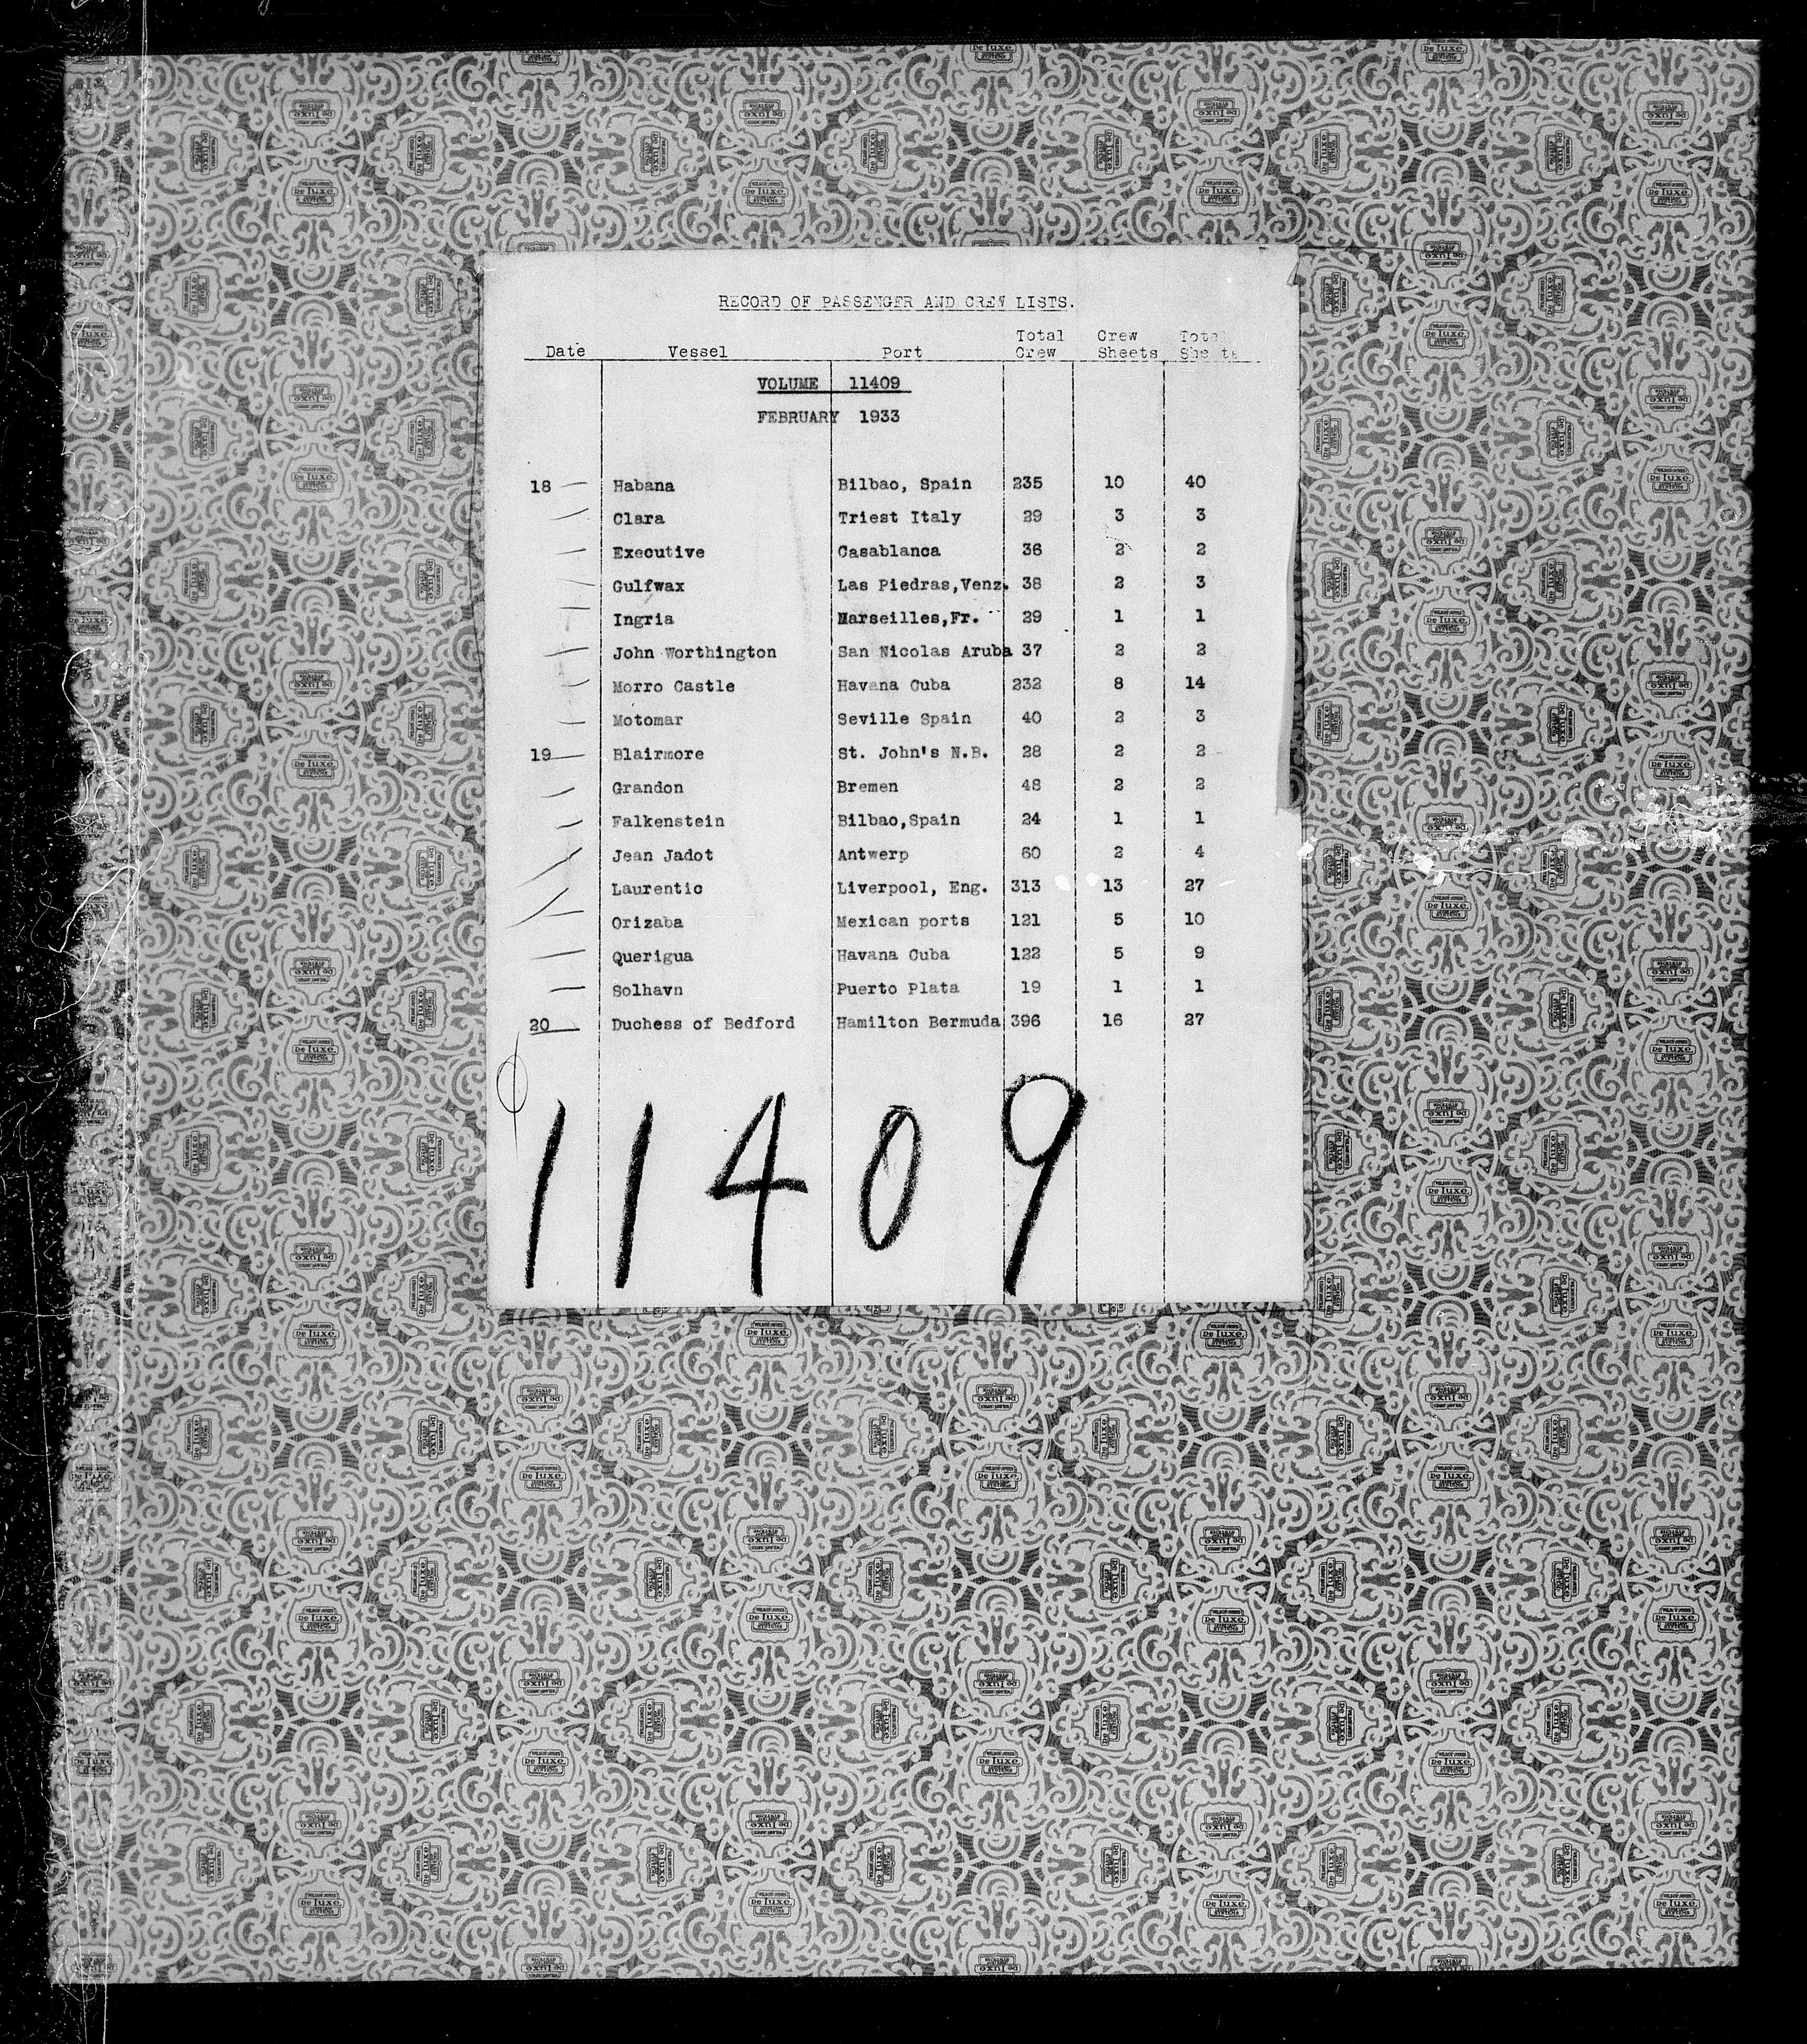 RECORD OF PASSENGER AND CREW LISTS.
Total Crew Total
Date Vessel Port Crew Sheets Sheets
VOLUME 11409
FEBRUARY 1933
18 Habana Bilbao, Spain 235 10 40
Clara Triest Italy 29 3 3
Executive Casablanca 36 2 2
Gulfwax Las Piedras,Venz. 38 2 3
Ingria Marseilles,Fr. 29 1 1
John Worthington San Nicolas Aruba 37 2 2
Morro Castle Havana Cuba 232 8 14
Motomar Seville Spain 40 2 3
19 Blairmore St. John's N.B. 28 2 2
Grandon Bremen 48 2 2
Falkenstein Bilbao,Spain 24 1 1
Jean Jadot Antwerp 60 2 4
Laurentic Liverpool, Eng. 313 13 27
Orizaba Mexican ports 121 5 10
Querigua Havana Cuba 122 5 9
Solhavn Puerto Plata 19 1 1
20 Duchess of Bedford Hamilton Bermuda 396 16 27
11409